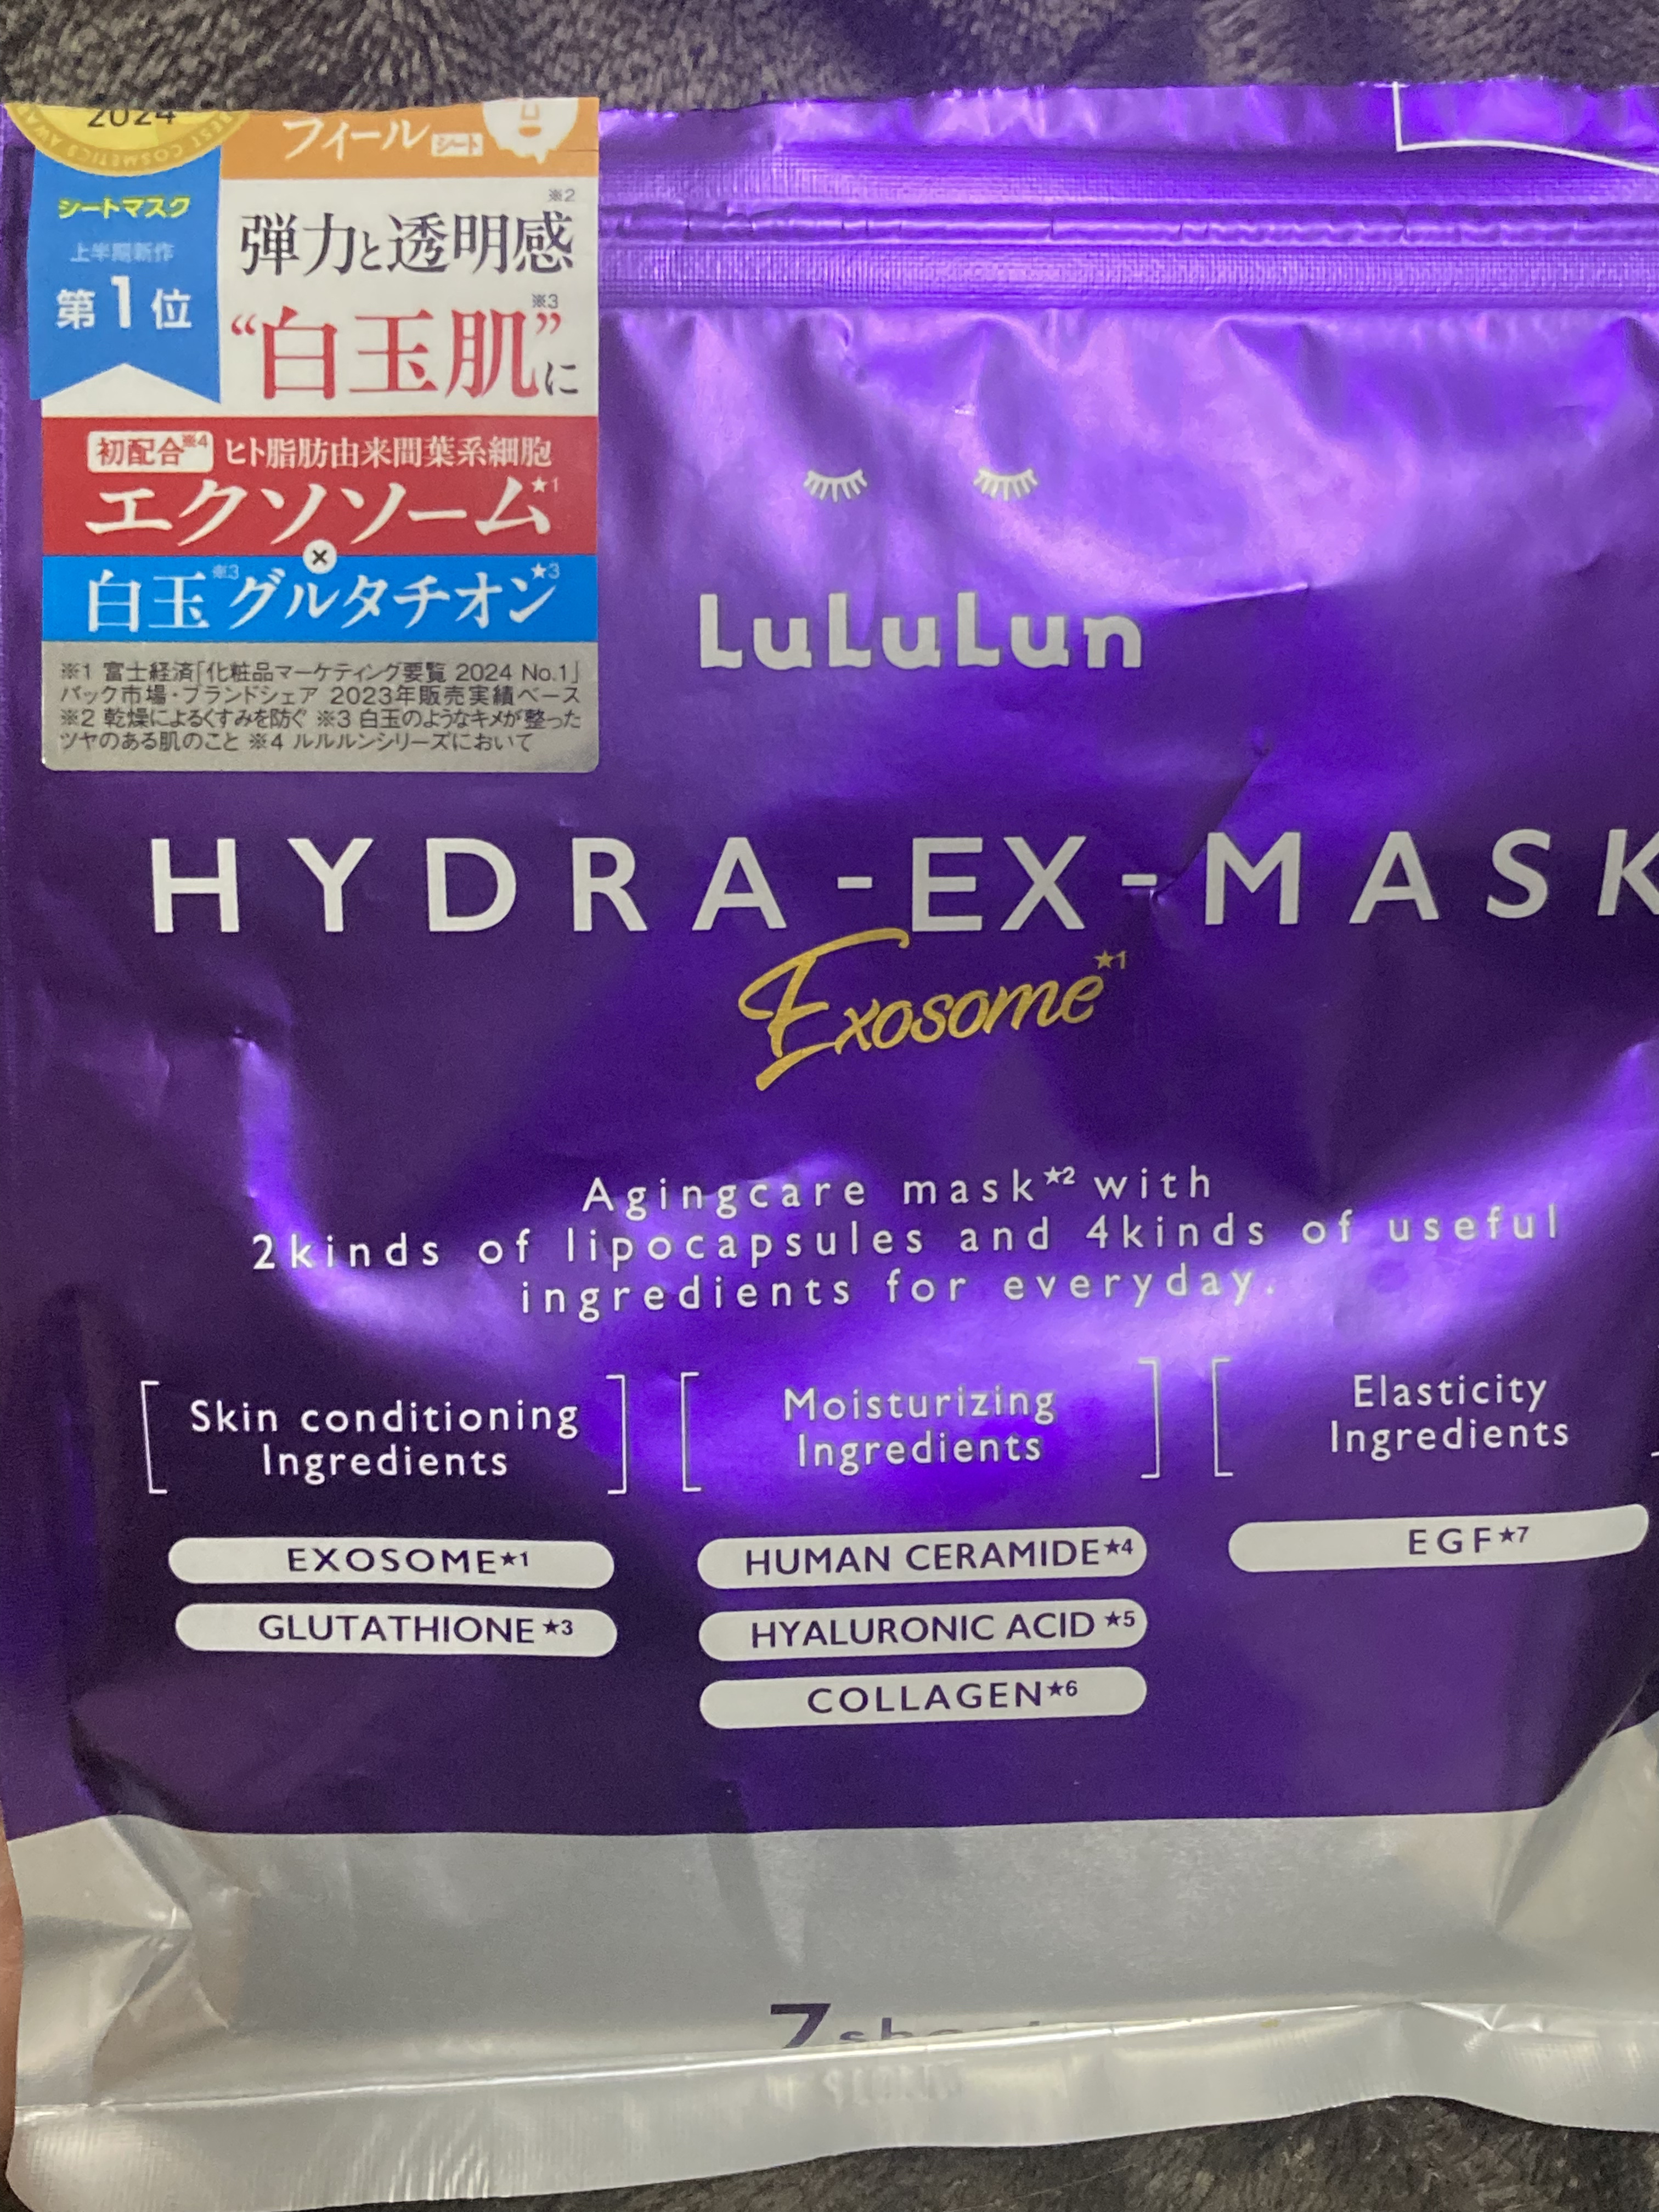 2024
BEST COSMETICS AWA
フィール シート
シートマスク
上半期新作
第1位
※2
弾力と透明感
※3
“白玉肌”に
初配合※4 ヒト脂肪由来間葉系細胞
エクソソーム★1
×
白玉※3グルタチオン★3
※1 富士経済「化粧品マーケティング要覧 2024 No.1」
パック市場・ブランドシェア 2023年販売実績ベース
※2 乾燥によるくすみを防ぐ ※3 白玉のようなキメが整った
ツヤのある肌のこと ※4 ルルルンシリーズにおいて
LuLuLun
HYDRA-EX-MASK
Exosome★1
Agingcare mask★2 with
2kinds of lipocapsules and 4kinds of useful
ingredients for everyday.
Skin conditioning
Ingredients
EXOSOME★1
GLUTATHIONE★3
Moisturizing
Ingredients
HUMAN CERAMIDE★4
HYALURONIC ACID★5
COLLAGEN★6
Elasticity
Ingredients
EGF★7
7